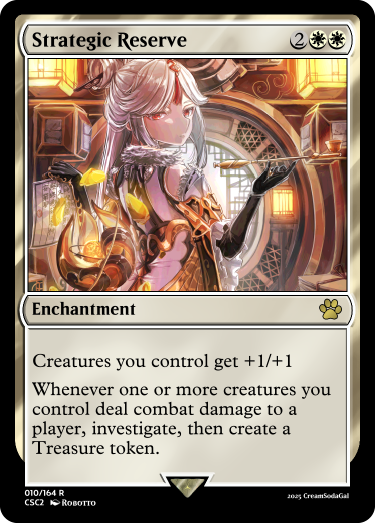 Strategic Reserve 2
Enchantment
Creatures you control get +1/+1
Whenever one or more creatures you
control deal combat damage to a
player, investigate, then create a
Treasure token.
010/164 R
CSC2 Robotto
2025 CreamSodaGal